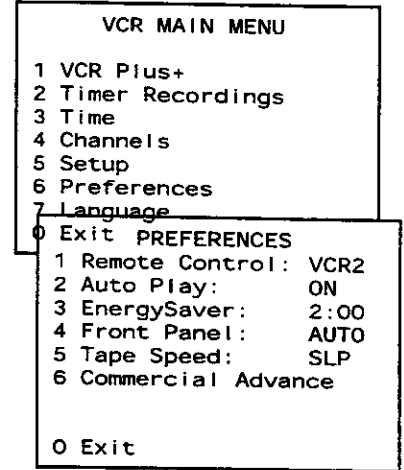 VCR MAIN MENU
1 VCR Plus+
2 Timer Recordings
3 Time
4 Channels
5 Setup
6 Preferences
7 Language
0 Exit
PREFERENCES
1 Remote Control: VCR2
2 Auto Play: ON
3 EnergySaver: 2:00
4 Front Panel: AUTO
5 Tape Speed: SLP
6 Commercial Advance
0 Exit